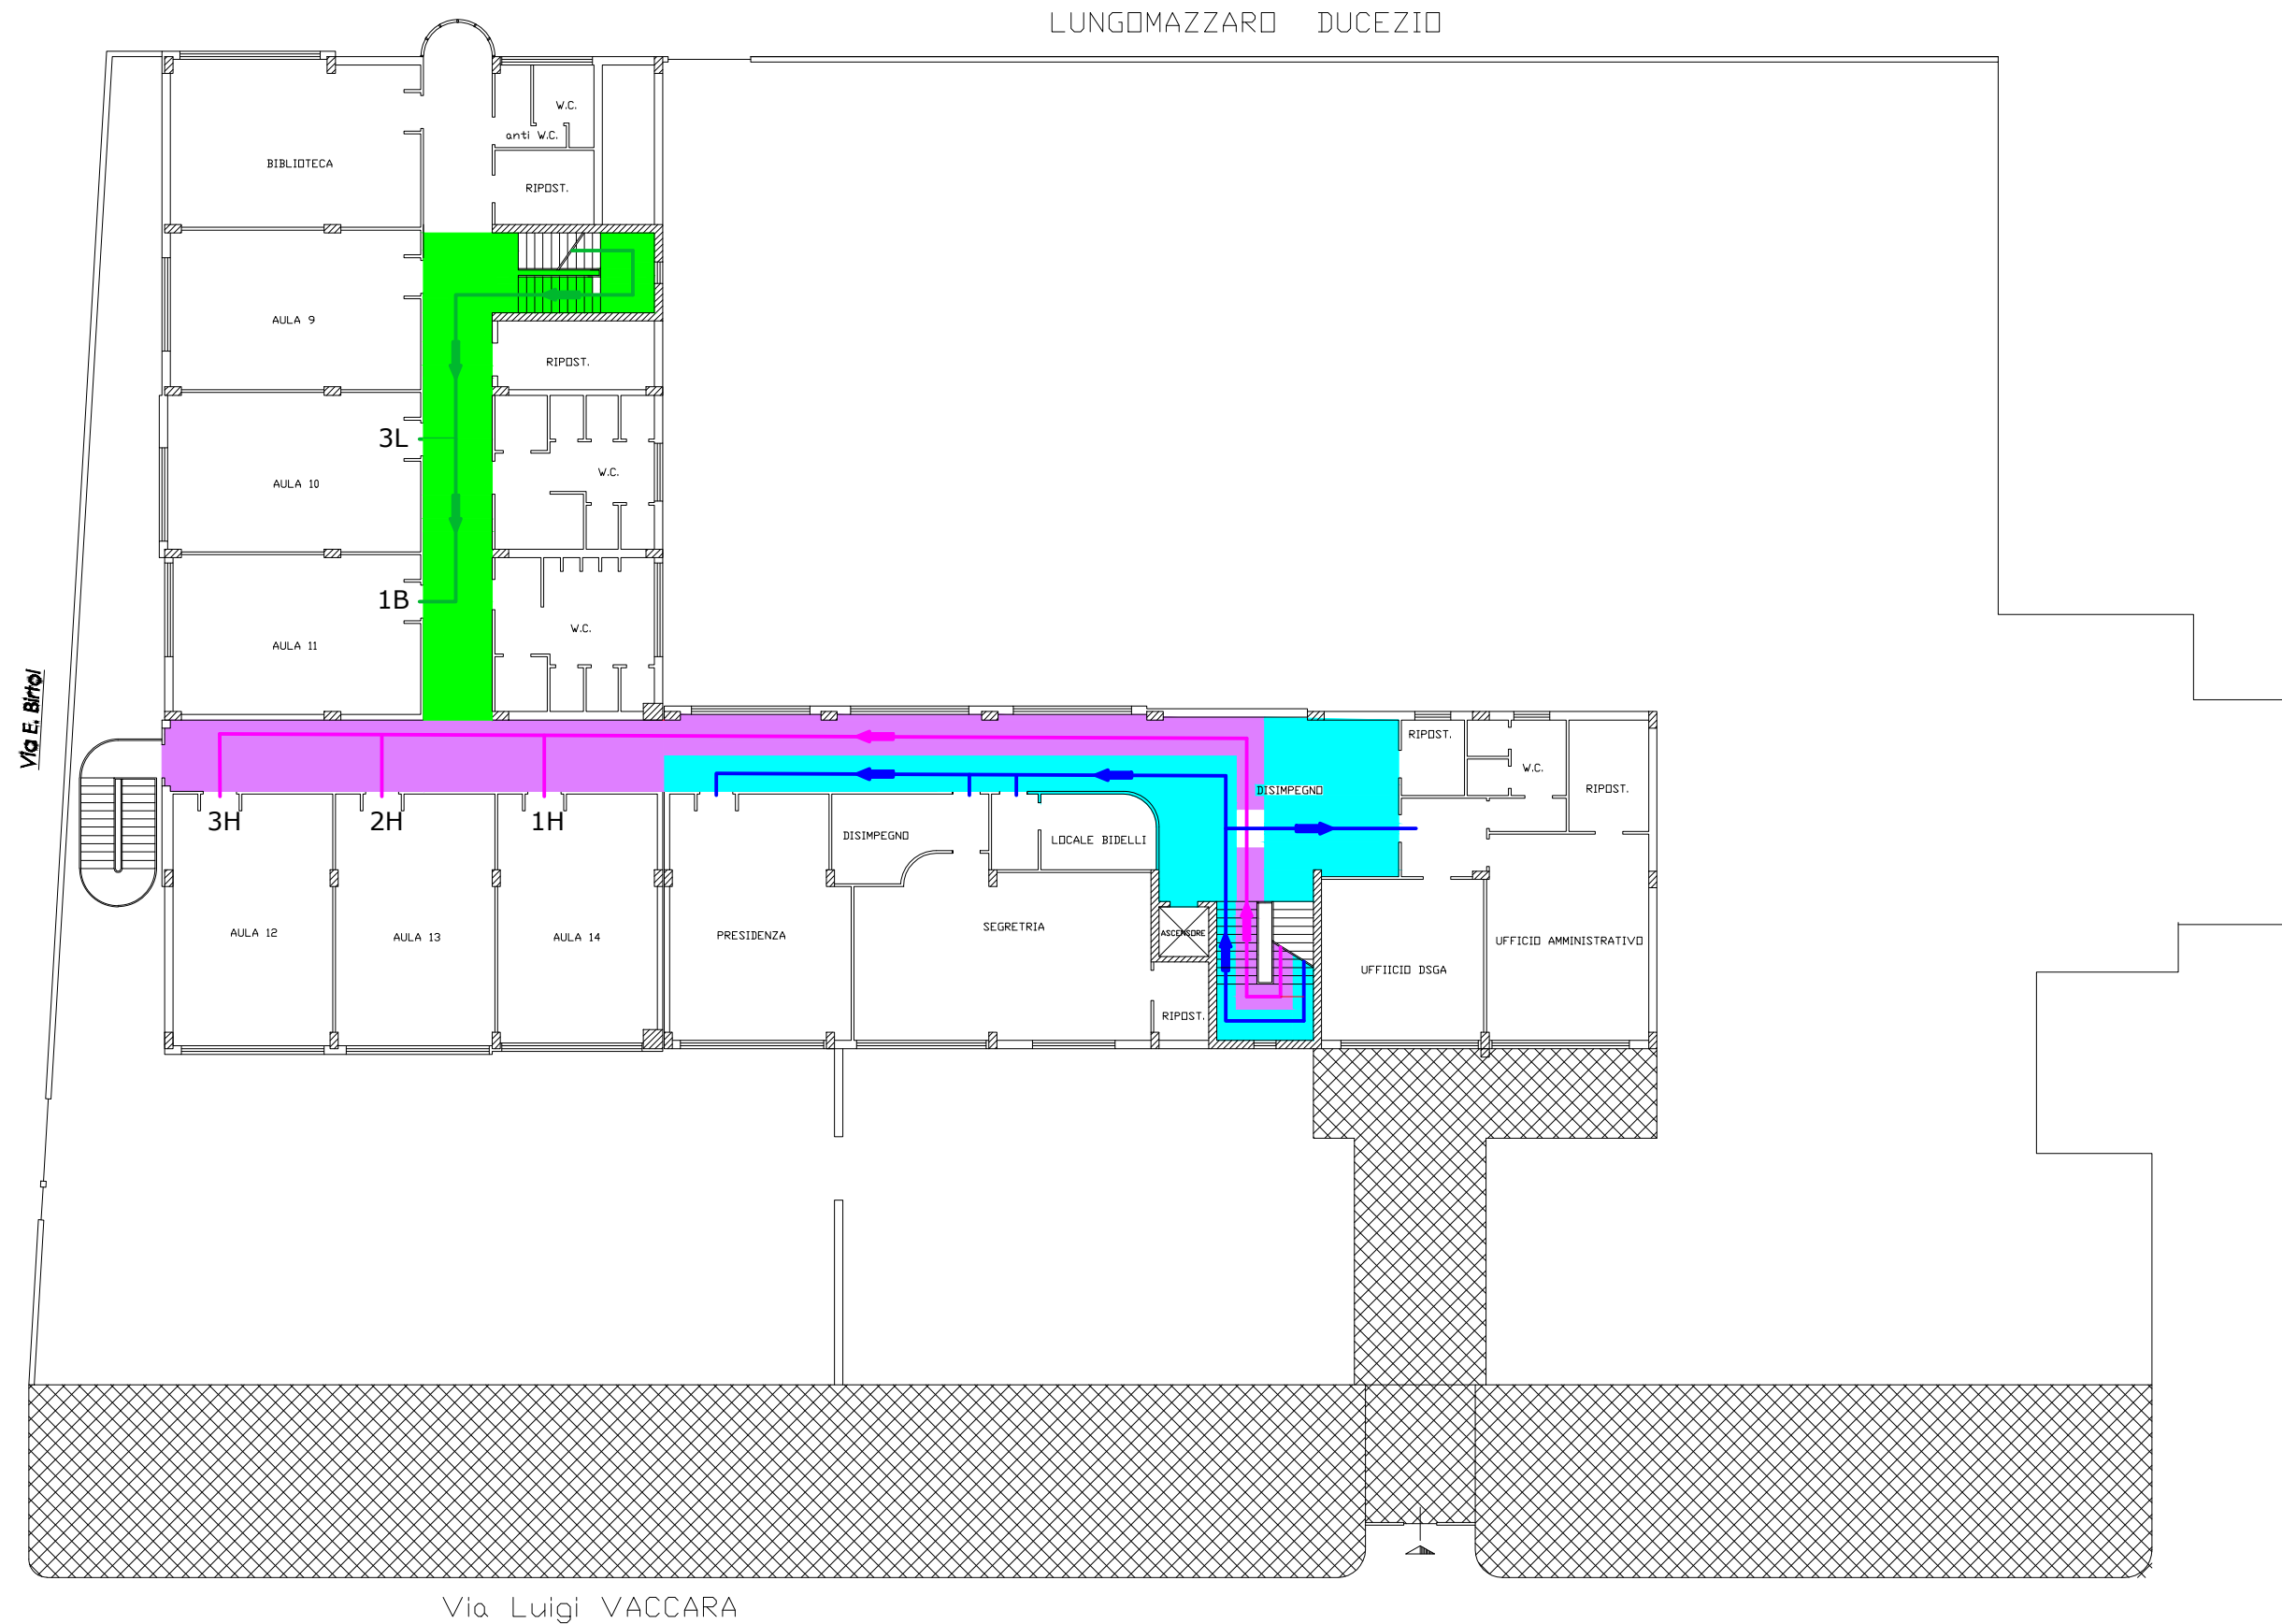 LUNGOMAZZARO DUCEZIO
W.C.
anti W.C.
BIBLIOTECA
RIPOST.
AULA 9
RIPOST.
3L
W.C.
AULA 10
1B
W.C.
AULA 11
Via E. Birtol
RIPOST.
W.C.
DISIMPEGNO
RIPOST.
3H
2H
1H
DISIMPEGNO
LOCALE BIDELLI
AULA 12
AULA 13
AULA 14
PRESIDENZA
SEGRETRIA
ASCENSORE
UFFIICIO DSGA
UFFICIO AMMINISTRATIVO
RIPOST.
Via Luigi VACCARA